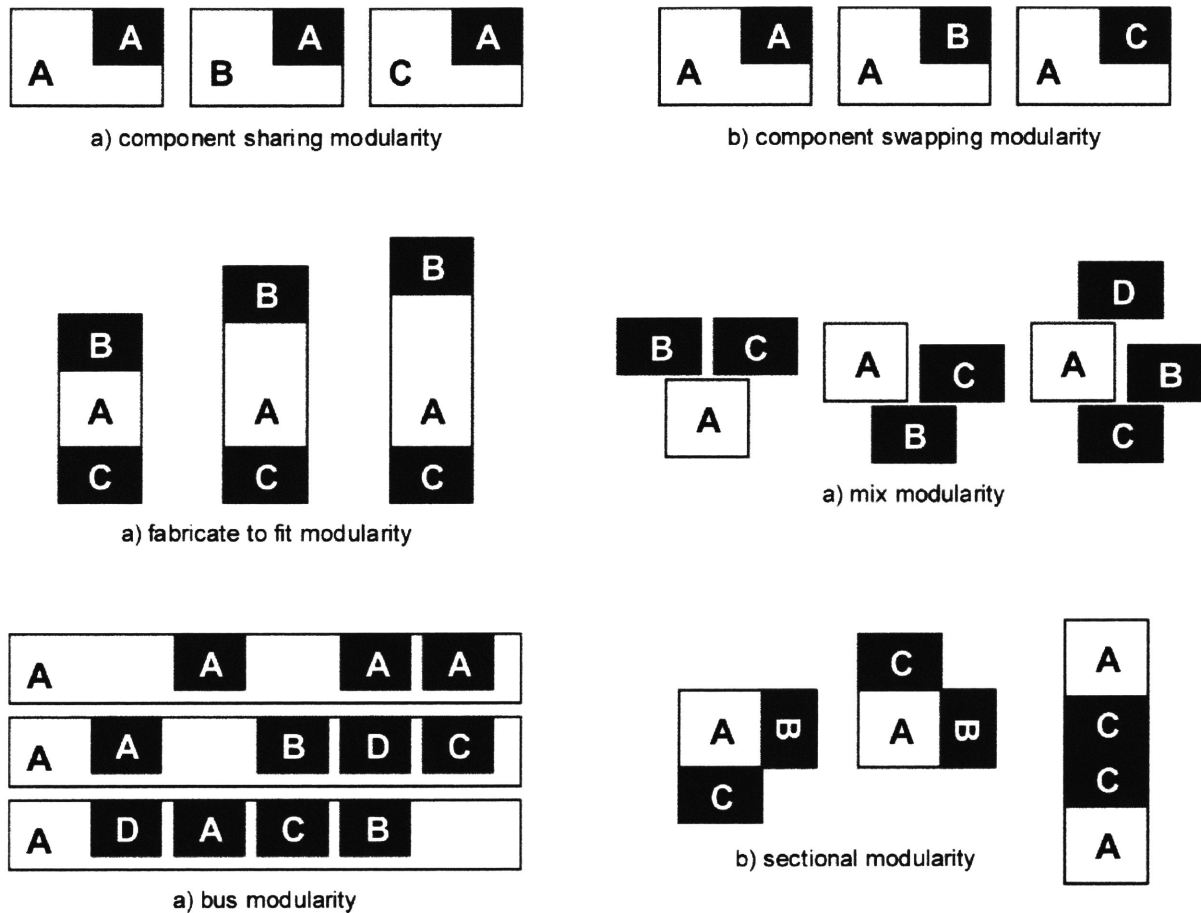 A A B A C A
a) component sharing modularity
A A A B A C
b) component swapping modularity
B
A
C
B
A
C
B
A
C
a) fabricate to fit modularity
B C
A
A
C
B
D
A
B
C
a) mix modularity
A A A A
A A B D C
A D A C B
a) bus modularity
A B
C
C
A B
A
C
C
A
b) sectional modularity